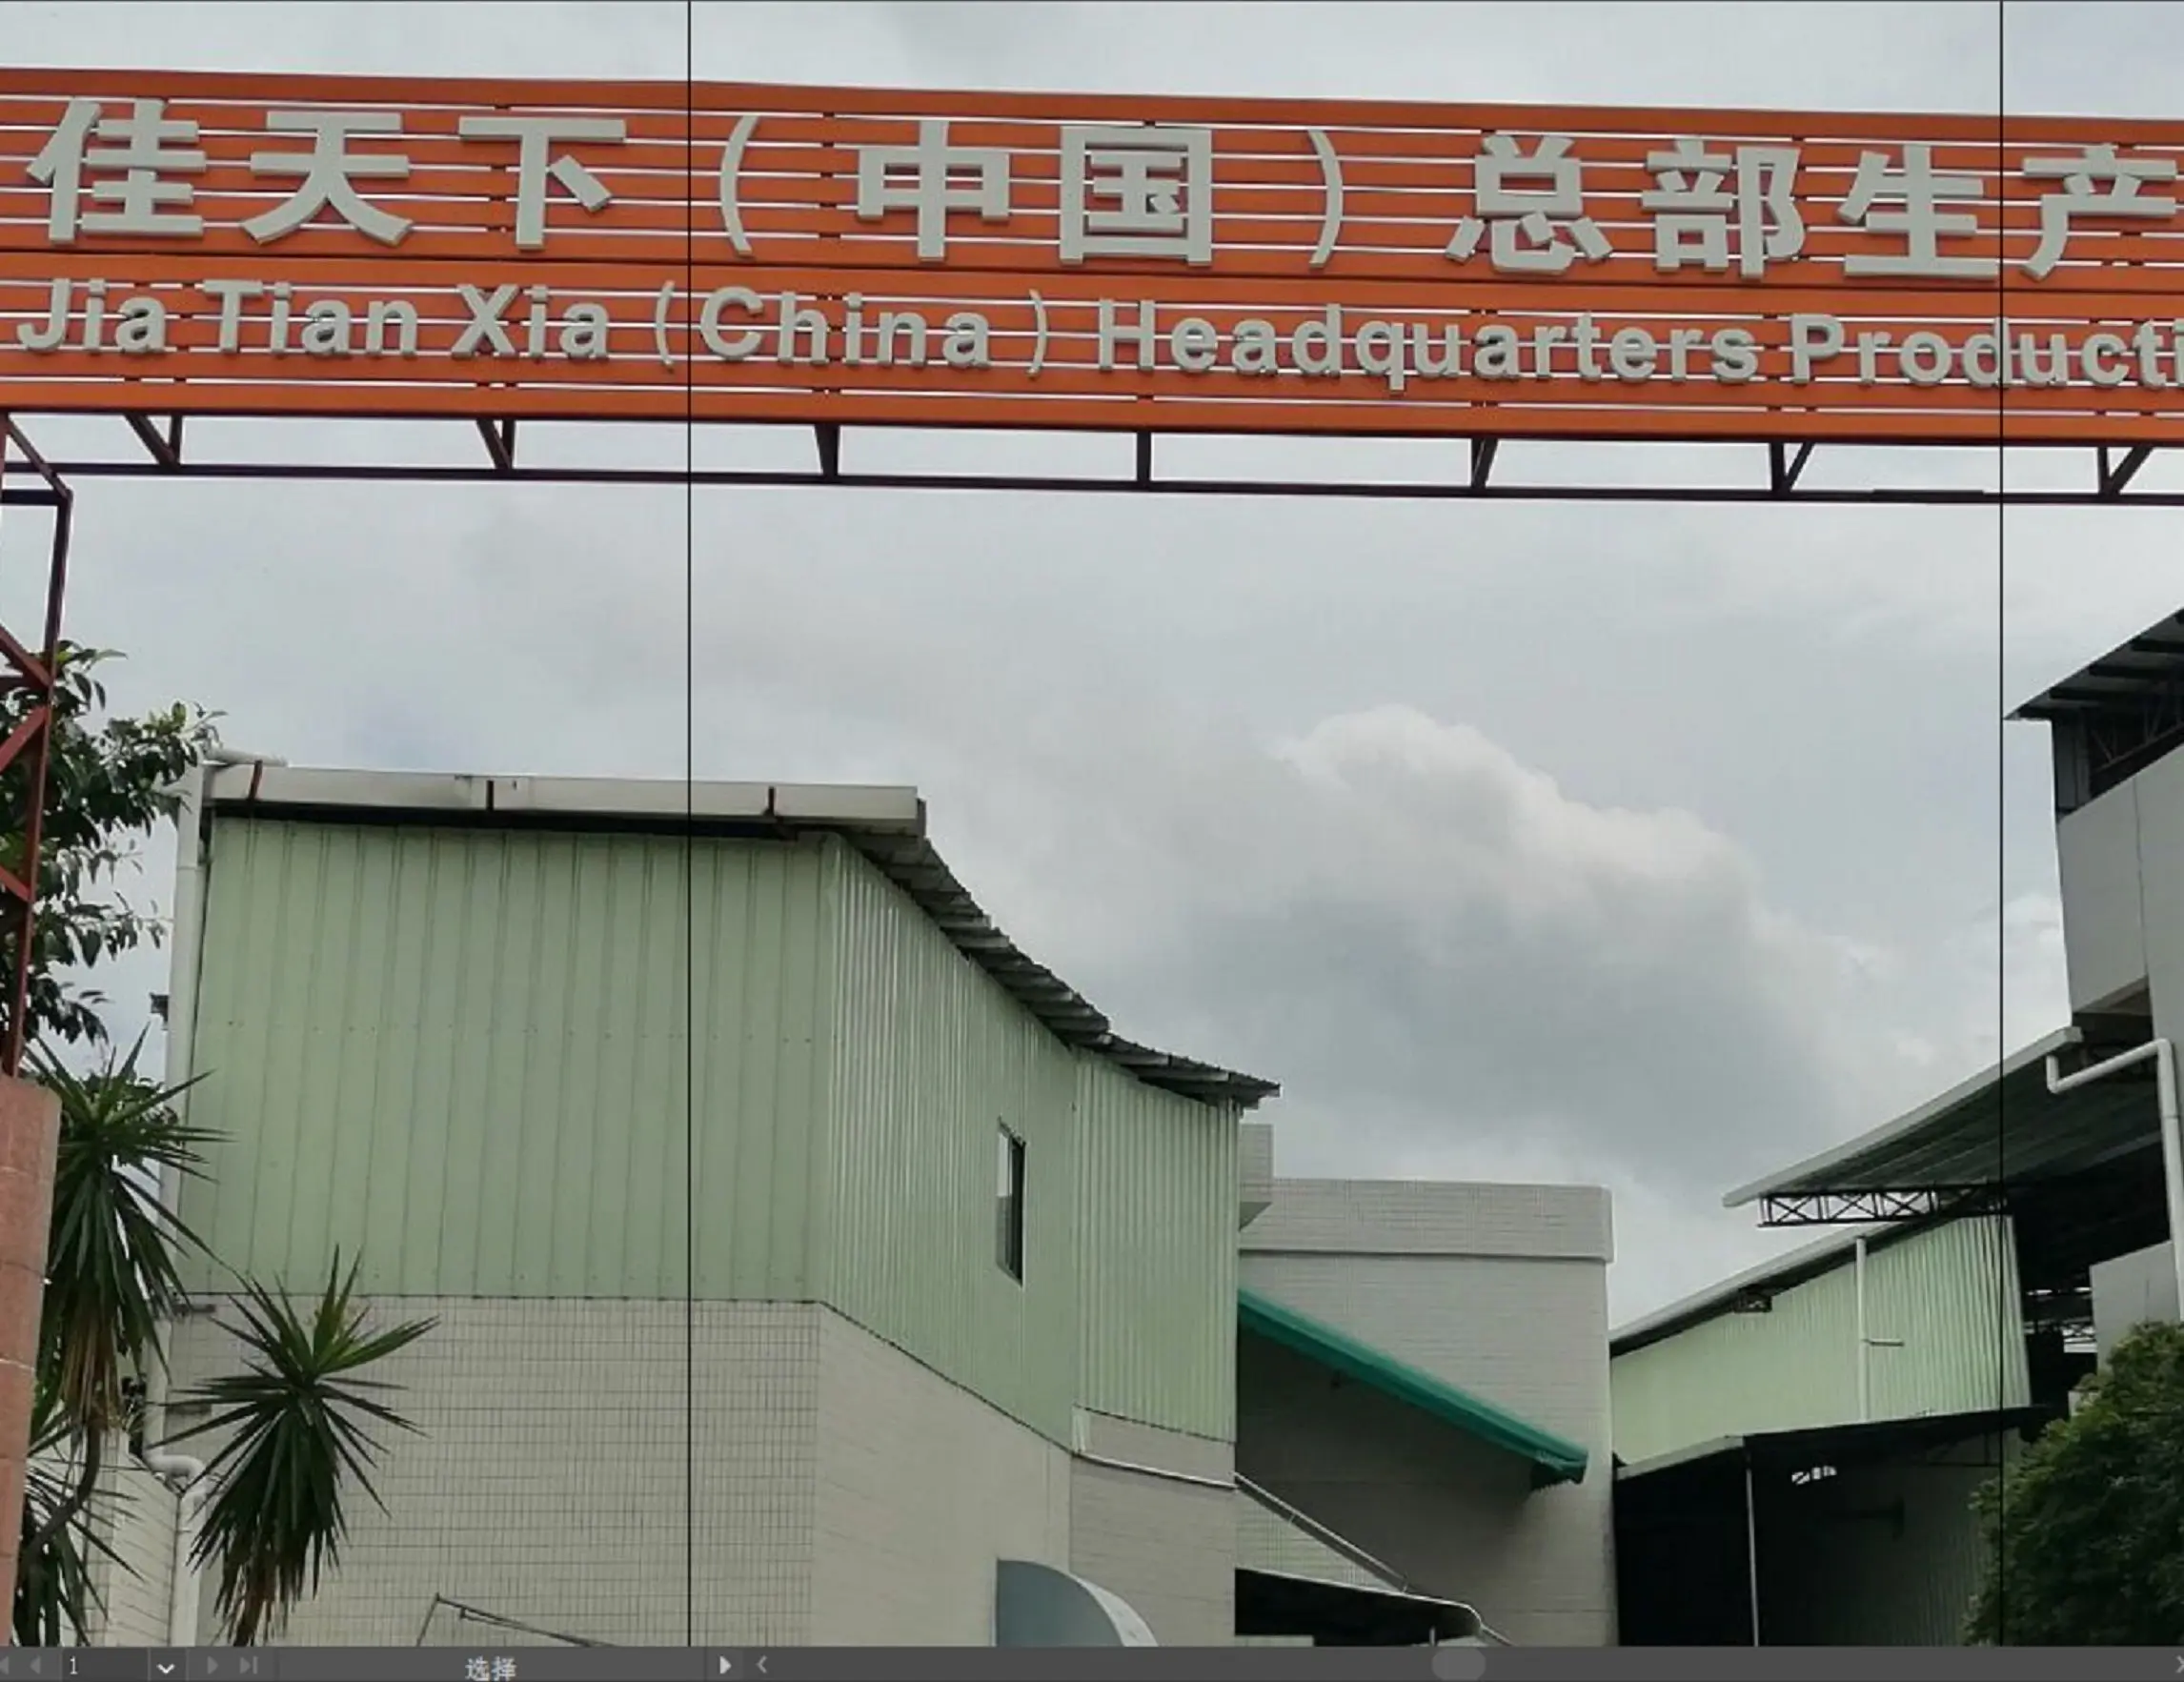 佳天下（中国）总部生产
Jia Tian Xia (China) Headquarters Producti
1
选择